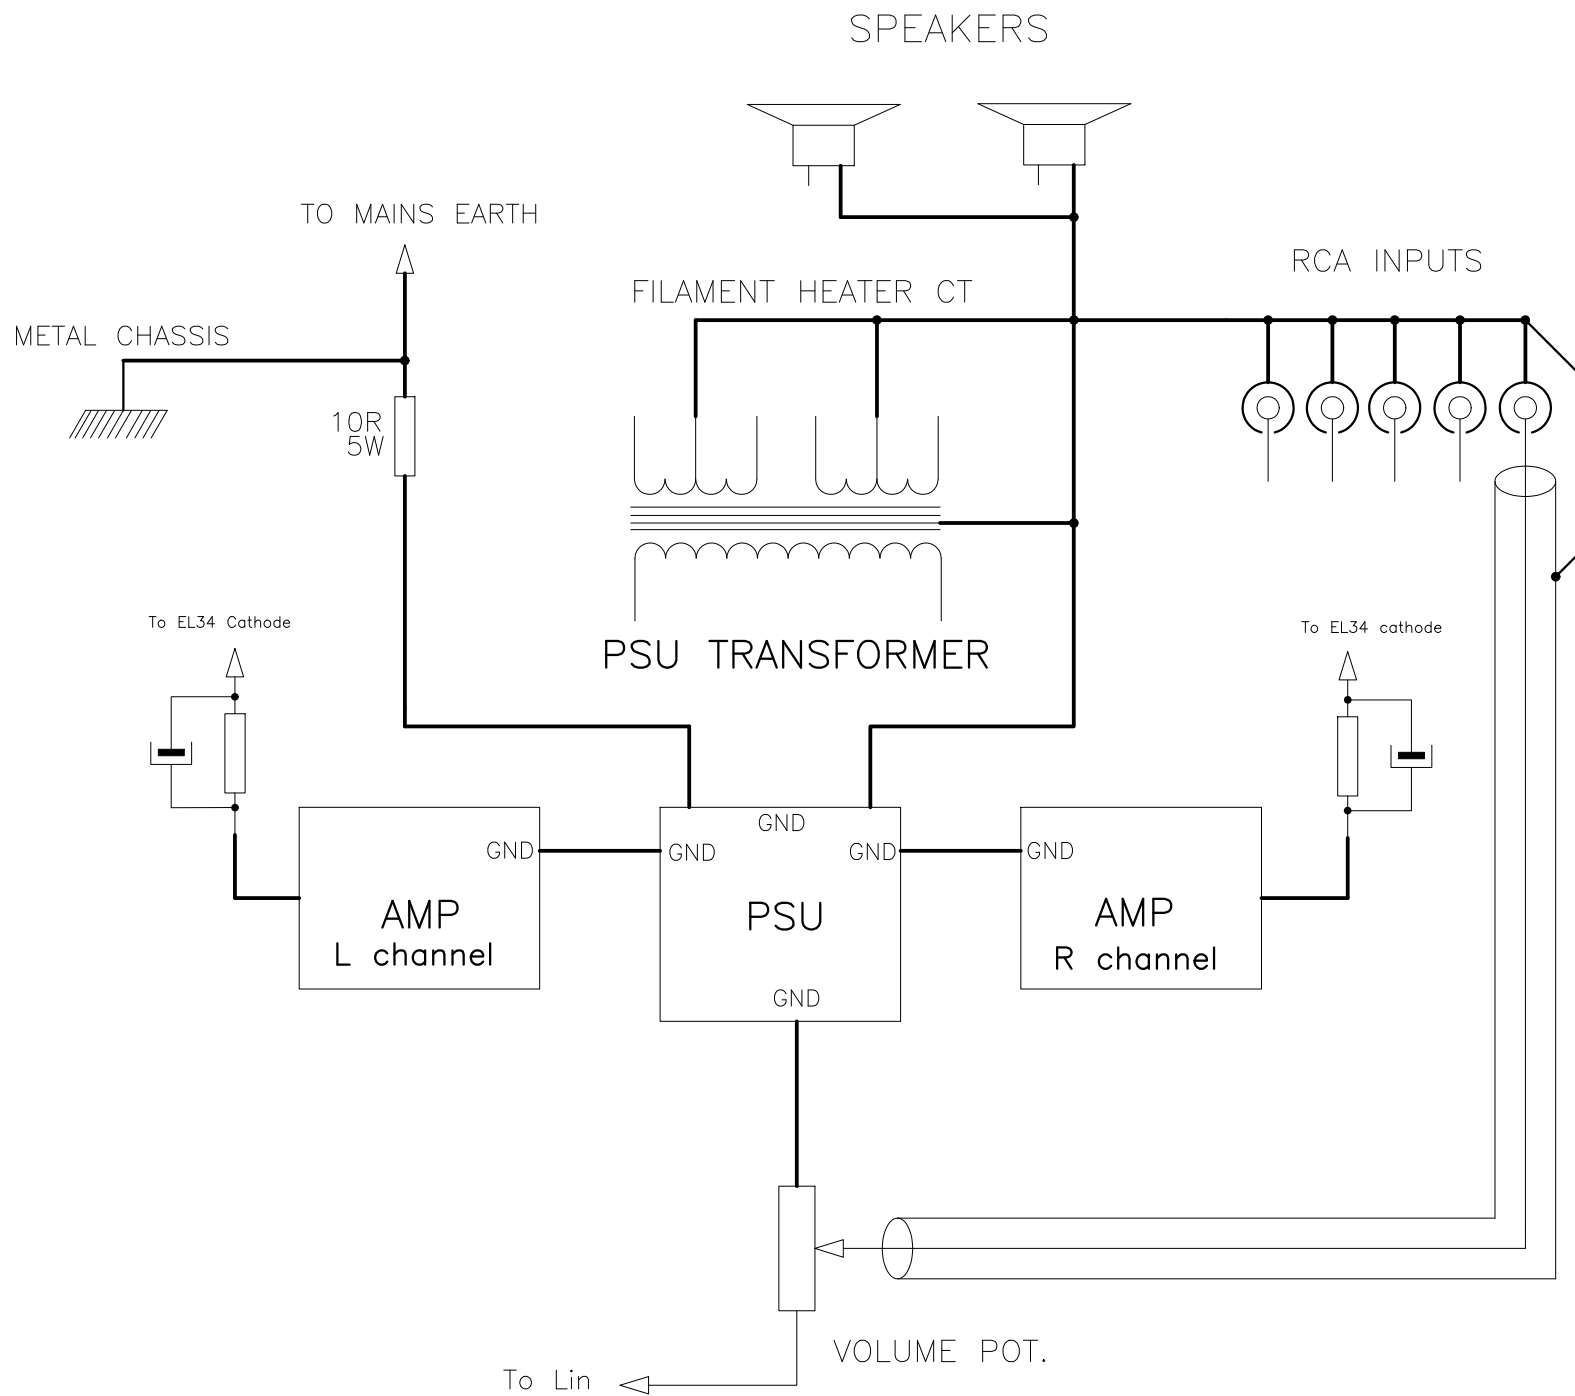 SPEAKERS
TO MAINS EARTH
RCA INPUTS
FILAMENT HEATER CT
METAL CHASSIS
10R
5W
To EL34 Cathode
To EL34 cathode
PSU TRANSFORMER
GND
GND
GND
GND
GND
AMP
L channel
PSU
AMP
R channel
GND
VOLUME POT.
To Lin